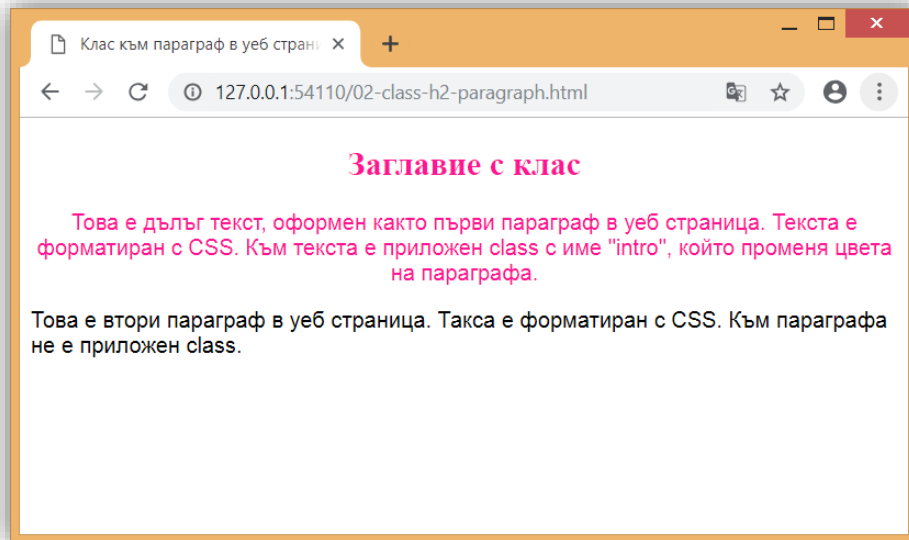 Клас към параграф в уеб страни
127.0.0.1:54110/02-class-h2-paragraph.html
Заглавие с клас
Това е дълъг текст, оформен както първи параграф в уеб страница. Текста е
форматиран с CSS. Към текста е приложен class с име "intro", който променя цвета
на параграфа.
Това е втори параграф в уеб страница. Такса е форматиран с CSS. Към параграфа
не е приложен class.